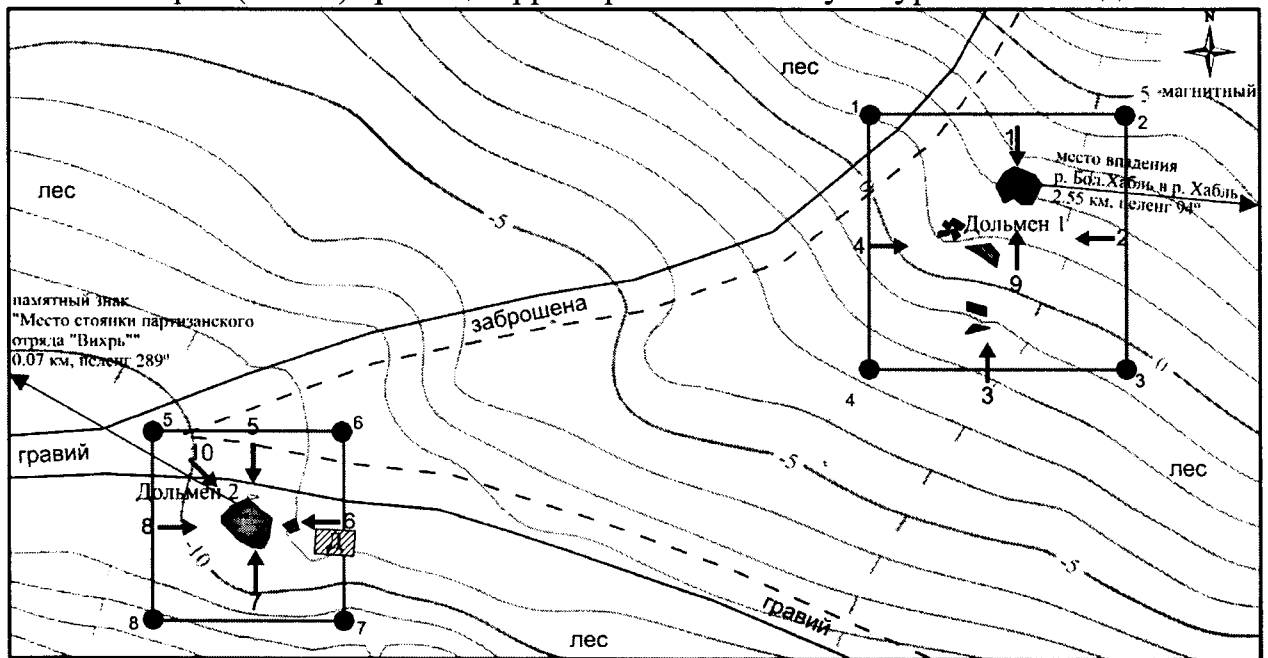 N
лес
5 -магнитный
1
2
1
место впадения
р. Бол.Хабль в р. Хабль
2.55 км, пеленг 94°
лес
0
-5
Дольмен 1
4
2
9
памятный знак
"Место стоянки партизанского
отряда "Вихрь""
0.07 км, пеленг 289°
заброшена
0
3
3
4
5
5
6
гравий
10
-5
лес
Дольмен 2
8
6
Д
-10
-5
7
гравий
8
7
лес